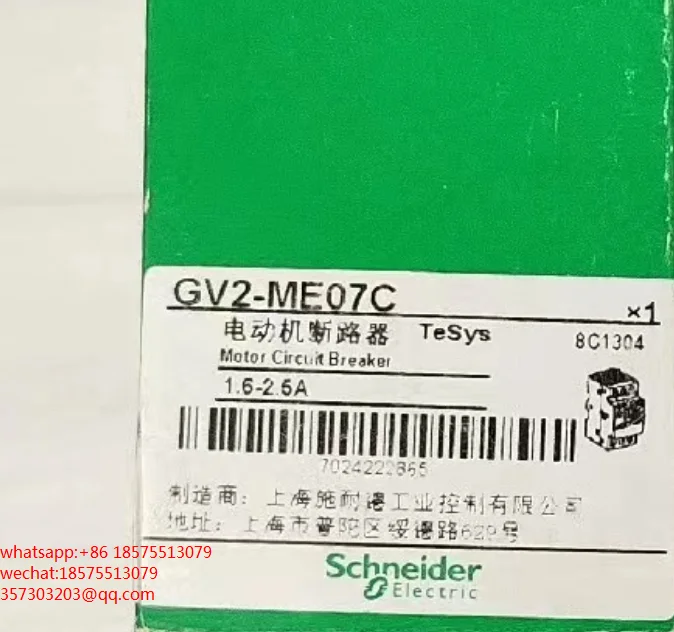 GV2-ME07C
×1
电动机断路器 TeSys
8C1304
Motor Circuit Breaker
1.6-2.5A
7024222865
制造商：上海施耐德工业控制有限公司
地址：上海市普陀区绥德路629号
whatsapp:+86 18575513079
wechat:18575513079
357303203@qq.com
Schneider
Electric